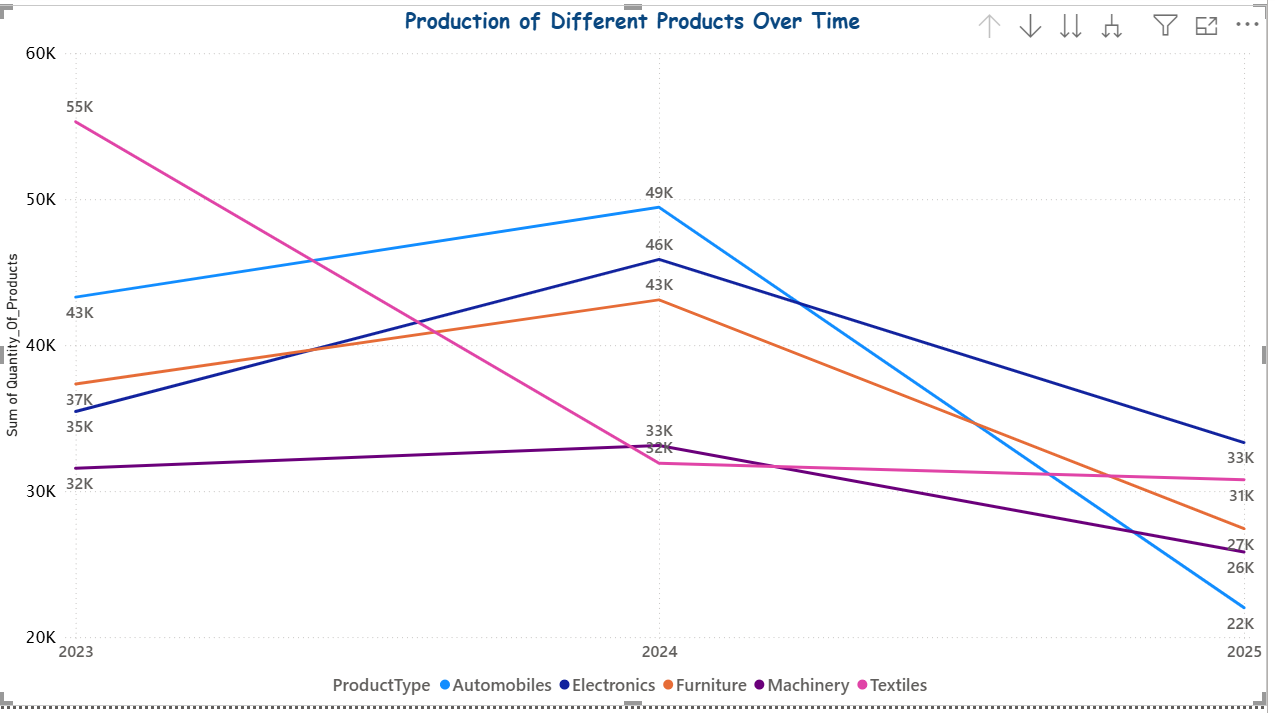 Production of Different Products Over Time
Sum of Quantity_Of_Products
60K
50K
40K
30K
20K
55K
43K
37K
35K
32K
49K
46K
43K
33K
32K
33K
31K
27K
26K
22K
2023 2024 2025
ProductType Automobiles Electronics Furniture Machinery Textiles